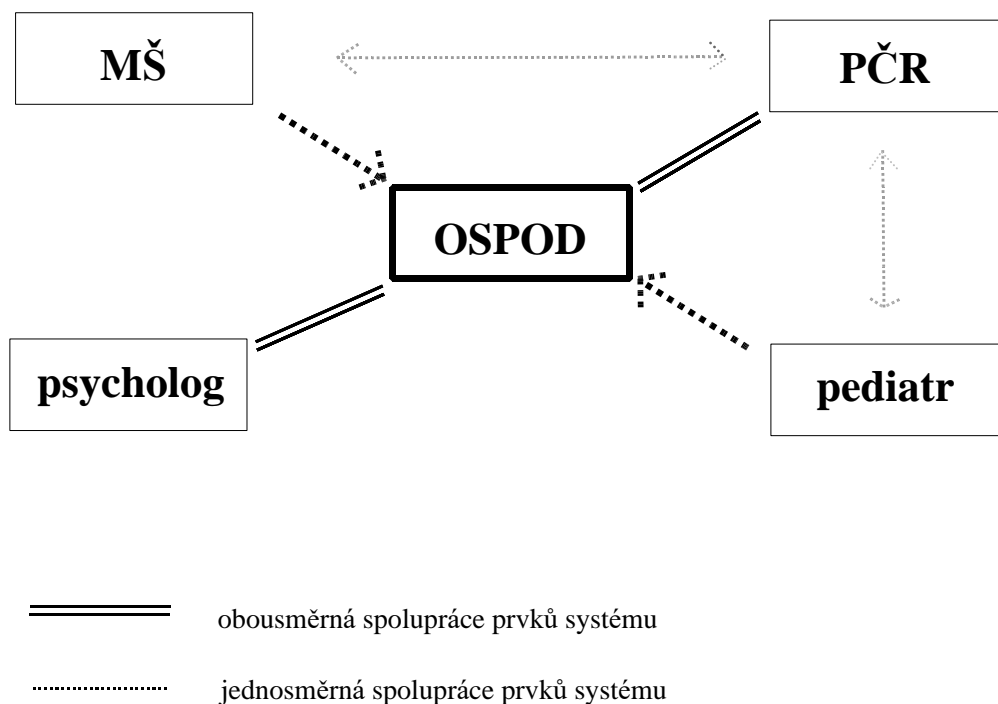 MŠ
PČR
OSPOD
psycholog
pediatr
obousměrná spolupráce prvků systému
jednosměrná spolupráce prvků systému